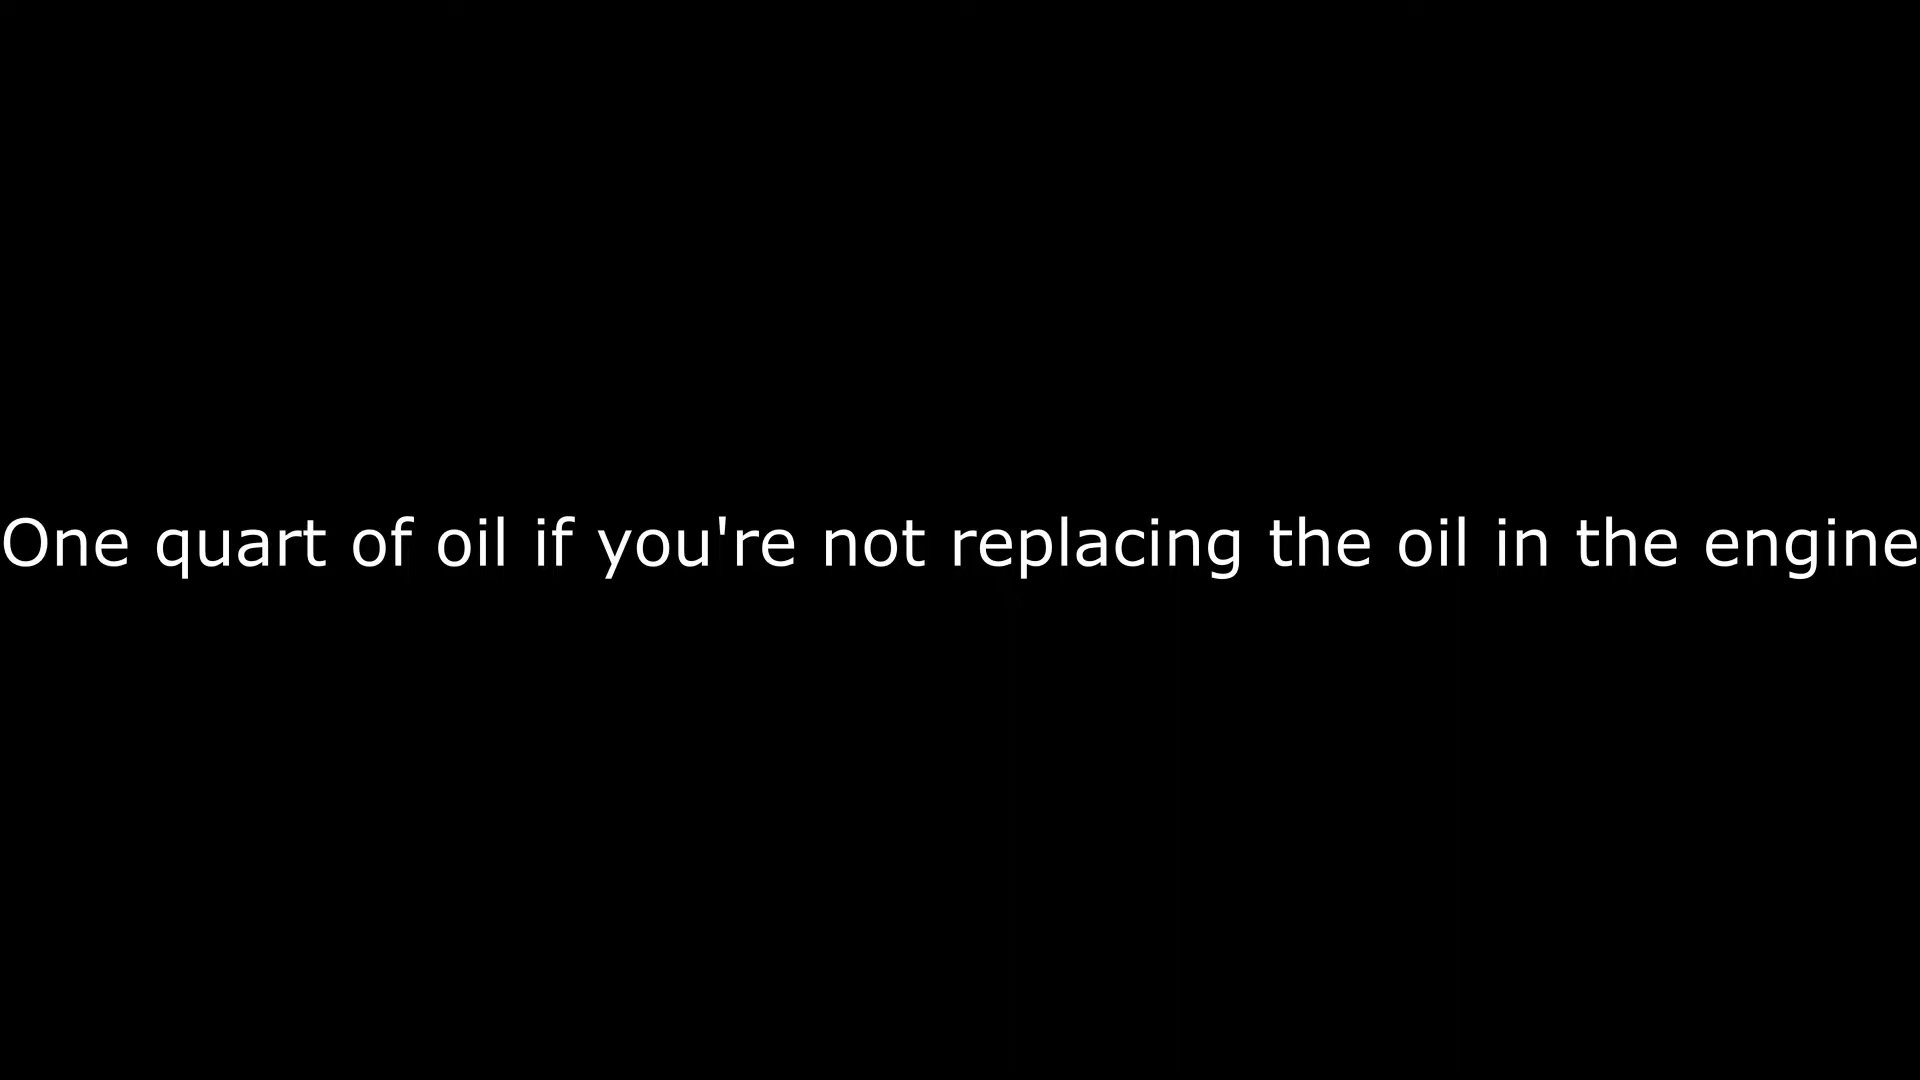 One quart of oil if you're not replacing the oil in the engine